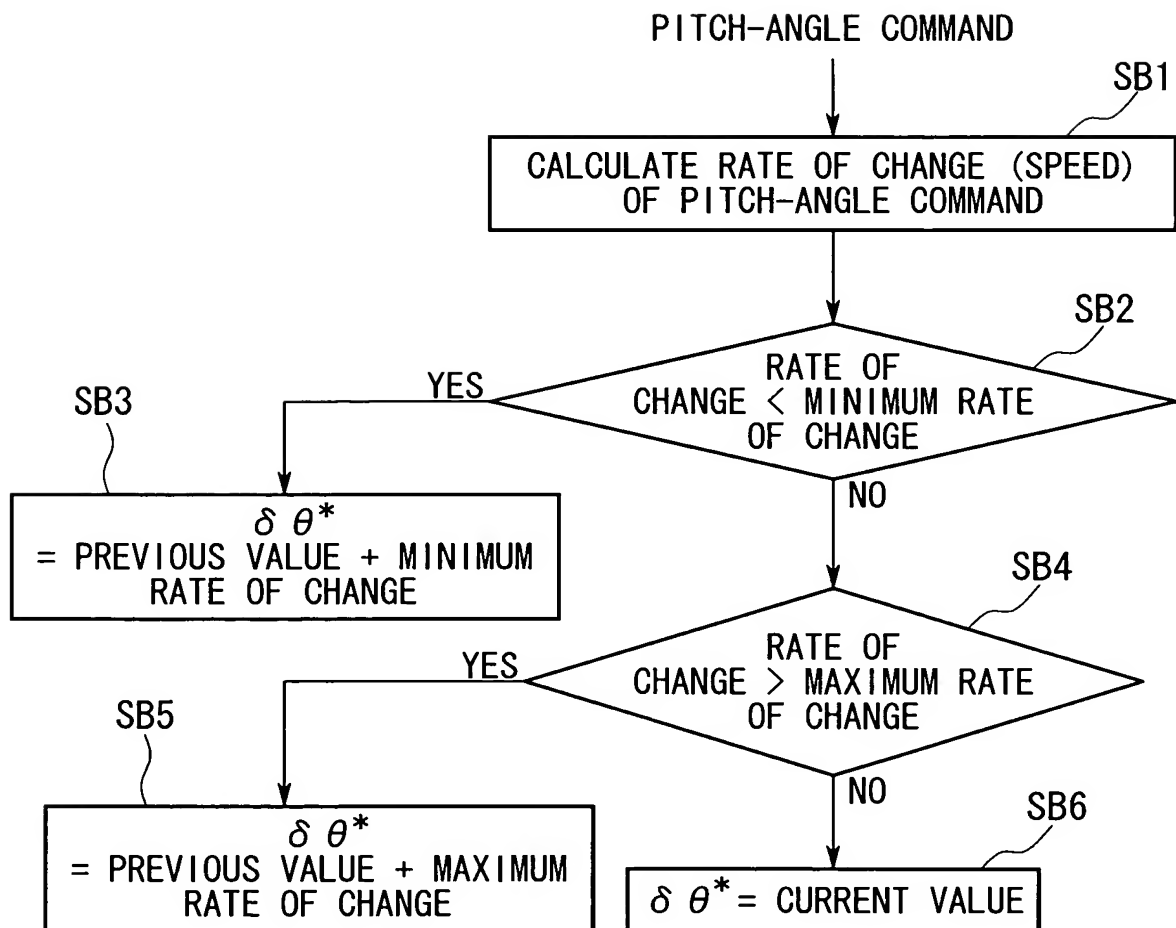 PITCH-ANGLE COMMAND
SB1
CALCULATE RATE OF CHANGE (SPEED)
OF PITCH-ANGLE COMMAND
SB2
RATE OF
CHANGE < MINIMUM RATE
OF CHANGE
YES
SB3
NO
δ θ*
= PREVIOUS VALUE + MINIMUM
RATE OF CHANGE
SB4
RATE OF
CHANGE > MAXIMUM RATE
OF CHANGE
YES
SB5
NO
δ θ*
= PREVIOUS VALUE + MAXIMUM
RATE OF CHANGE
SB6
δ θ* = CURRENT VALUE